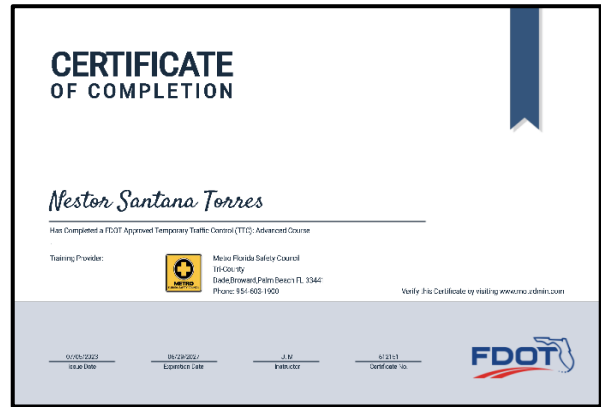 CERTIFICATE
OF COMPLETION
Nestor Santana Torres
Has Completed a FDOT Approved Temporary Traffic Control (TTC): Advanced Course
Training Provider:
METRO
Metro Florida Safety Council
Tri-County
Dade,Broward,Palm Beach FL 33441
Phone: 954-603-1900
Verify this Certificate by visiting
Issue Date
Expiration Date
Instructor
Certificate No.
FDOT